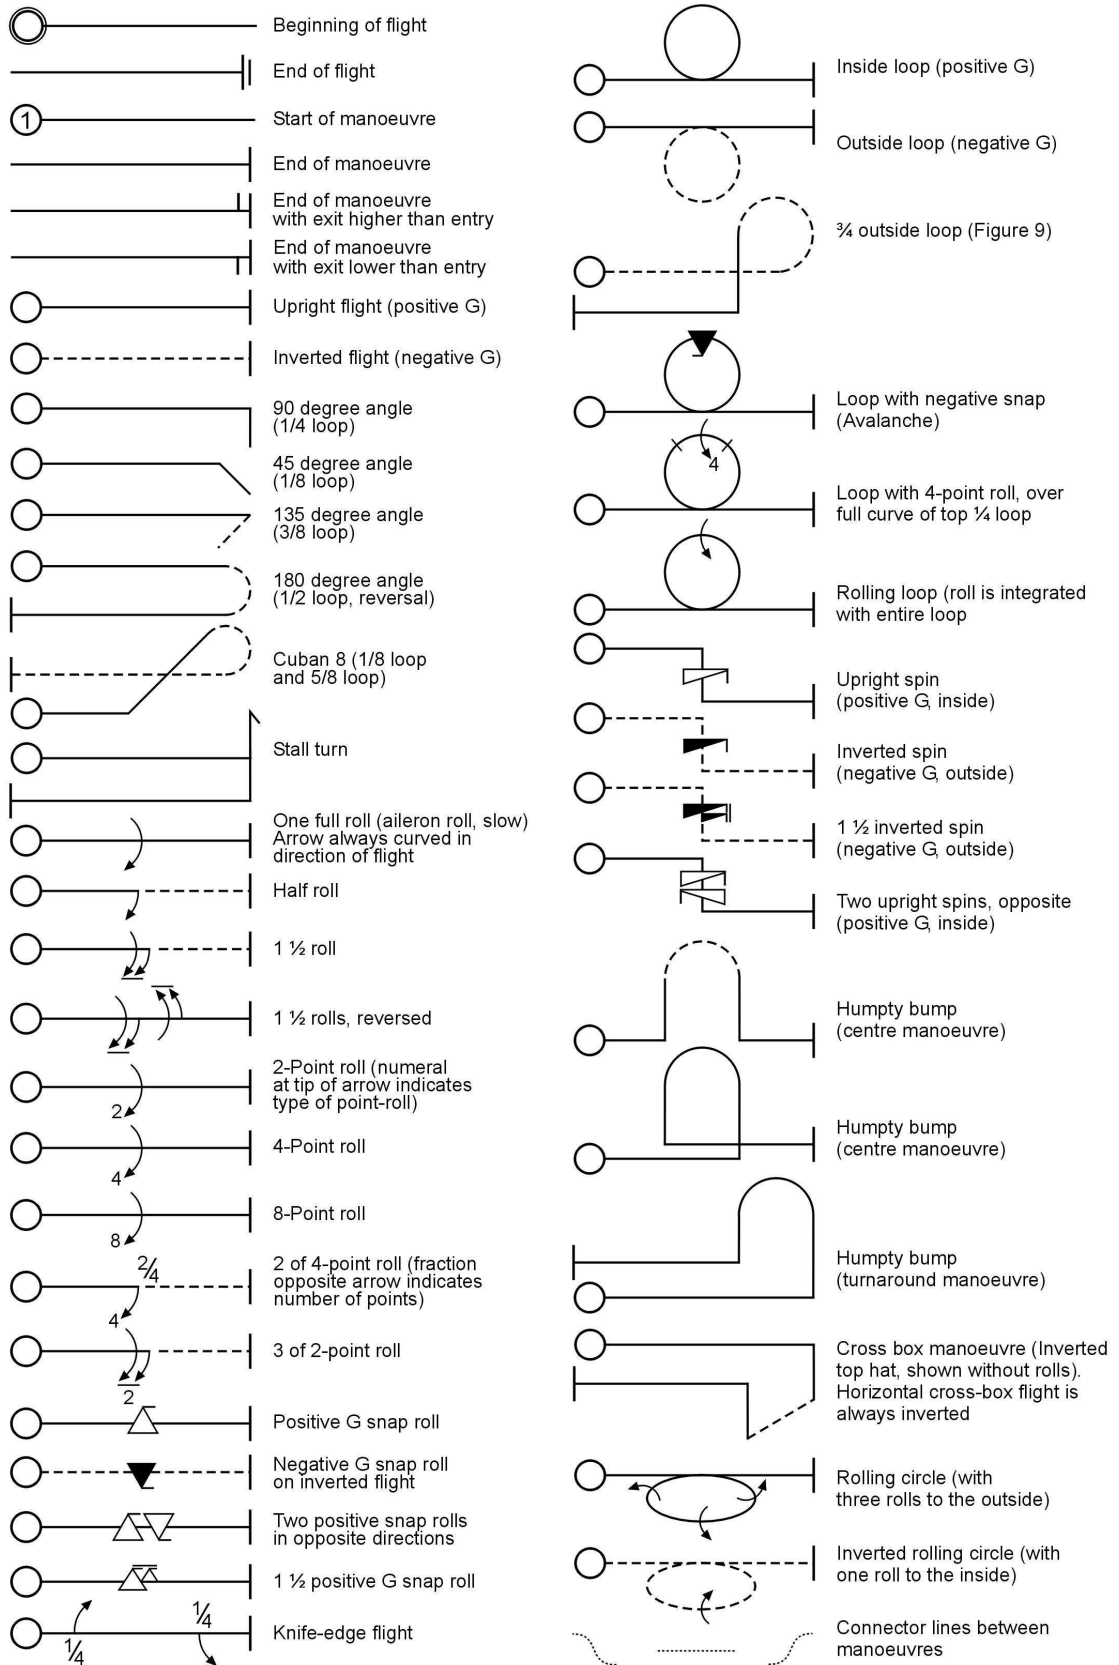 Beginning of flight
End of flight
1
Start of manoeuvre
End of manoeuvre
End of manoeuvre
with exit higher than entry
End of manoeuvre
with exit lower than entry
Upright flight (positive G)
Inverted flight (negative G)
90 degree angle
(1/4 loop)
45 degree angle
(1/8 loop)
135 degree angle
(3/8 loop)
180 degree angle
(1/2 loop, reversal)
Cuban 8 (1/8 loop
and 5/8 loop)
Stall turn
One full roll (aileron roll, slow)
Arrow always curved in
direction of flight
Half roll
1 ½ roll
1 ½ rolls, reversed
2-Point roll (numeral
at tip of arrow indicates
type of point-roll)
2
4-Point roll
4
8-Point roll
8
2/4
2 of 4-point roll (fraction
opposite arrow indicates
number of points)
4
3 of 2-point roll
2
Positive G snap roll
Negative G snap roll
on inverted flight
Two positive snap rolls
in opposite directions
1 ½ positive G snap roll
1/4
1/4
Knife-edge flight
Inside loop (positive G)
Outside loop (negative G)
¾ outside loop (Figure 9)
Loop with negative snap
(Avalanche)
4
Loop with 4-point roll, over
full curve of top ¼ loop
Rolling loop (roll is integrated
with entire loop
Upright spin
(positive G, inside)
Inverted spin
(negative G, outside)
1 ½ inverted spin
(negative G, outside)
Two upright spins, opposite
(positive G, inside)
Humpty bump
(centre manoeuvre)
Humpty bump
(centre manoeuvre)
Humpty bump
(turnaround manoeuvre)
Cross box manoeuvre (Inverted
top hat, shown without rolls).
Horizontal cross-box flight is
always inverted
Rolling circle (with
three rolls to the outside)
Inverted rolling circle (with
one roll to the inside)
Connector lines between
manoeuvres